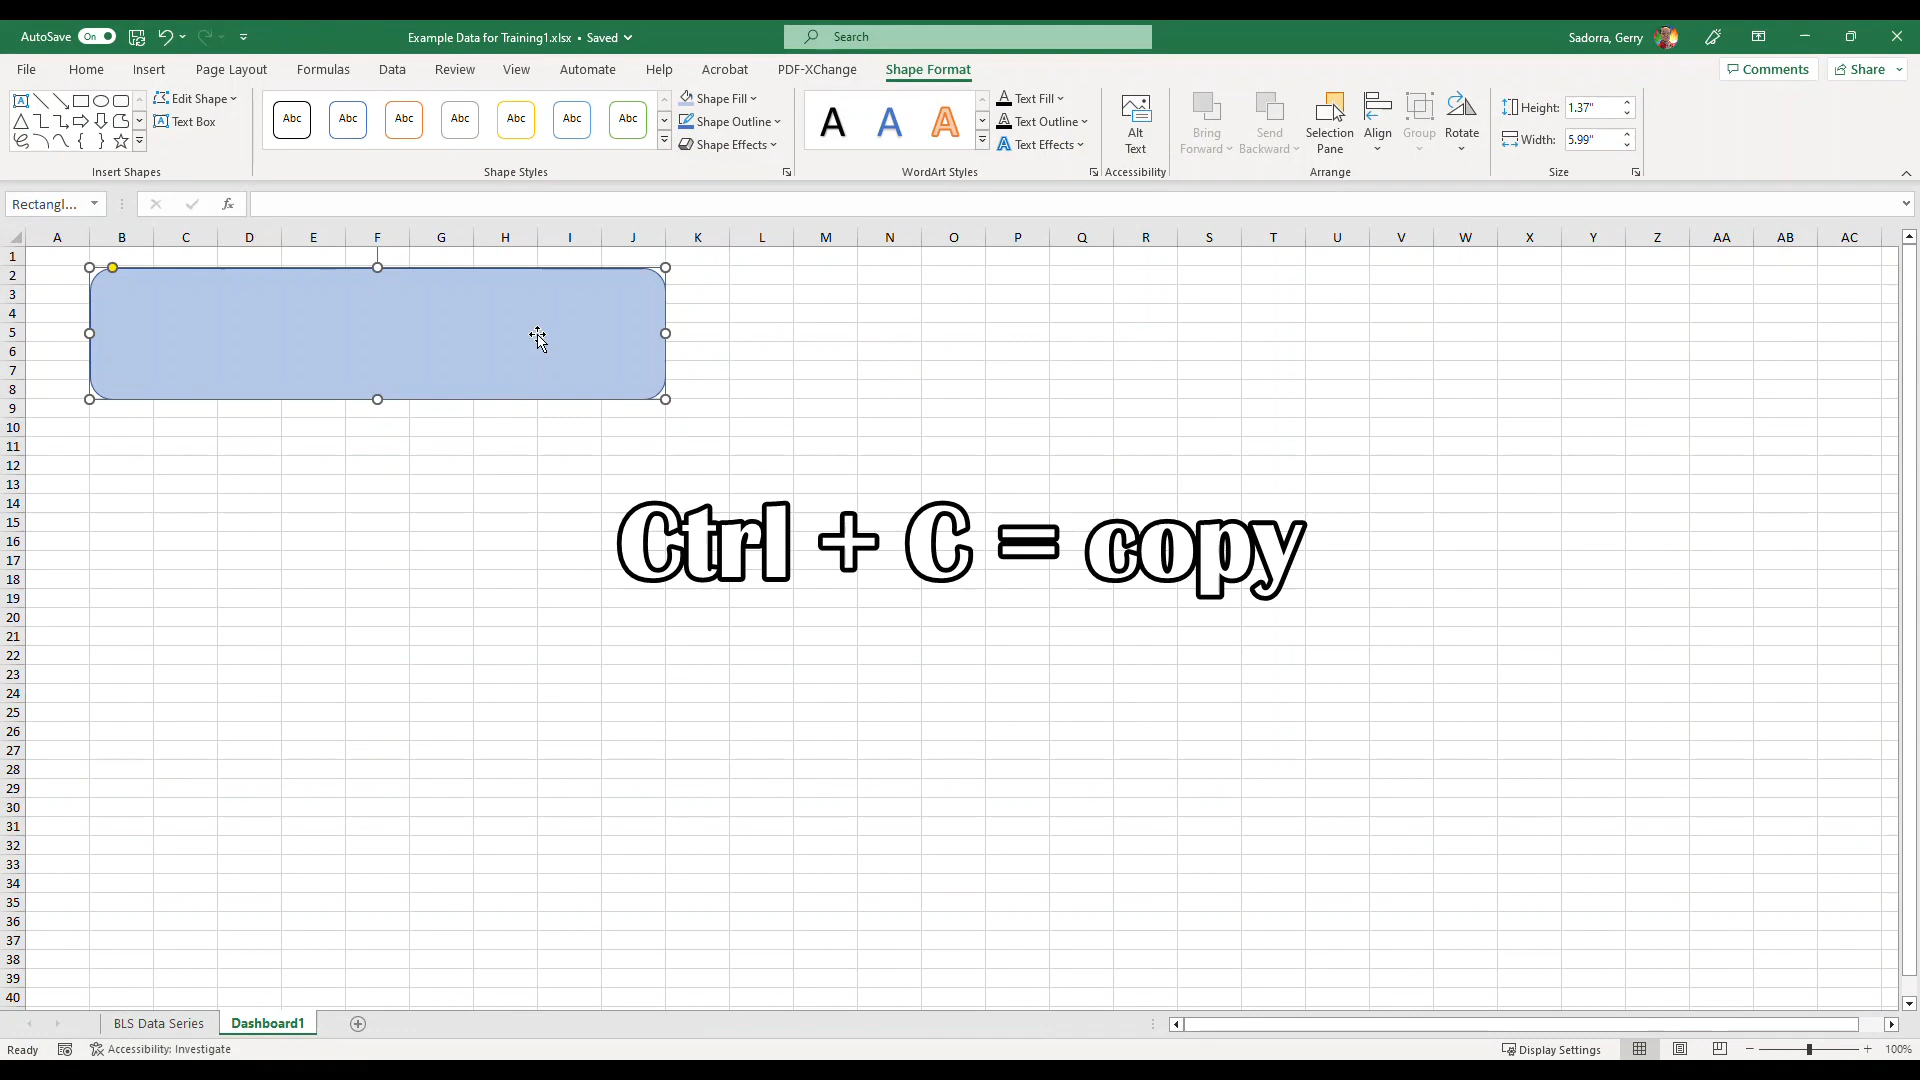 AutoSave On Example Data for Training1.xlsx • Saved Search Sadorra, Gerry
File Home Insert Page Layout Formulas Data Review View Automate Help Acrobat PDF-XChange Shape Format Comments Share
Edit Shape
Text Box
Insert Shapes
Abc Abc Abc Abc Abc Abc Abc
Shape Fill
Shape Outline
Shape Effects
Shape Styles
A A A
Text Fill
Text Outline
Text Effects
WordArt Styles
Alt
Text
Accessibility
Bring
Forward
Send
Backward
Selection
Pane
Align
Group
Rotate
Arrange
Height: 1.37"
Width: 5.99"
Size
Rectangl... fx
A B C D E F G H I J K L M N O P Q R S T U V W X Y Z AA AB AC
1
2
3
4
5
6
7
8
9
10
11
12
13
14
15
16
17
18
19
20
21
22
23
24
25
26
27
28
29
30
31
32
33
34
35
36
37
38
39
40
Ctrl + C = copy
BLS Data Series Dashboard1
Ready Accessibility: Investigate Display Settings 100%